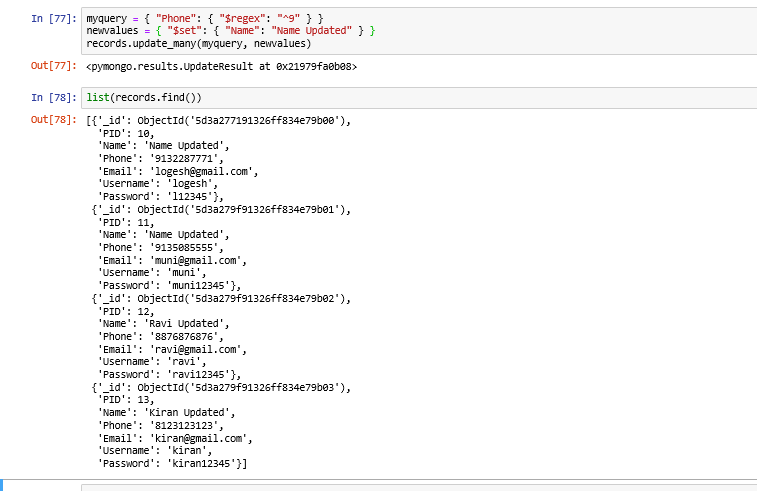 In [77]: myquery = { "Phone": { "$regex": "^9" } }
newvalues = { "$set": { "Name": "Name Updated" } }
records.update_many(myquery, newvalues)
Out[77]: <pymongo.results.UpdateResult at 0x21979fa0b08>
In [78]: list(records.find())
Out[78]: [{'_id': ObjectId('5d3a277191326ff834e79b00'),
'PID': 10,
'Name': 'Name Updated',
'Phone': '9132287771',
'Email': 'logesh@gmail.com',
'Username': 'logesh',
'Password': 'l12345'},
{'_id': ObjectId('5d3a279f91326ff834e79b01'),
'PID': 11,
'Name': 'Name Updated',
'Phone': '9135085555',
'Email': 'muni@gmail.com',
'Username': 'muni',
'Password': 'muni12345'},
{'_id': ObjectId('5d3a279f91326ff834e79b02'),
'PID': 12,
'Name': 'Ravi Updated',
'Phone': '8876876876',
'Email': 'ravi@gmail.com',
'Username': 'ravi',
'Password': 'ravi12345'},
{'_id': ObjectId('5d3a279f91326ff834e79b03'),
'PID': 13,
'Name': 'Kiran Updated',
'Phone': '8123123123',
'Email': 'kiran@gmail.com',
'Username': 'kiran',
'Password': 'kiran12345'}]